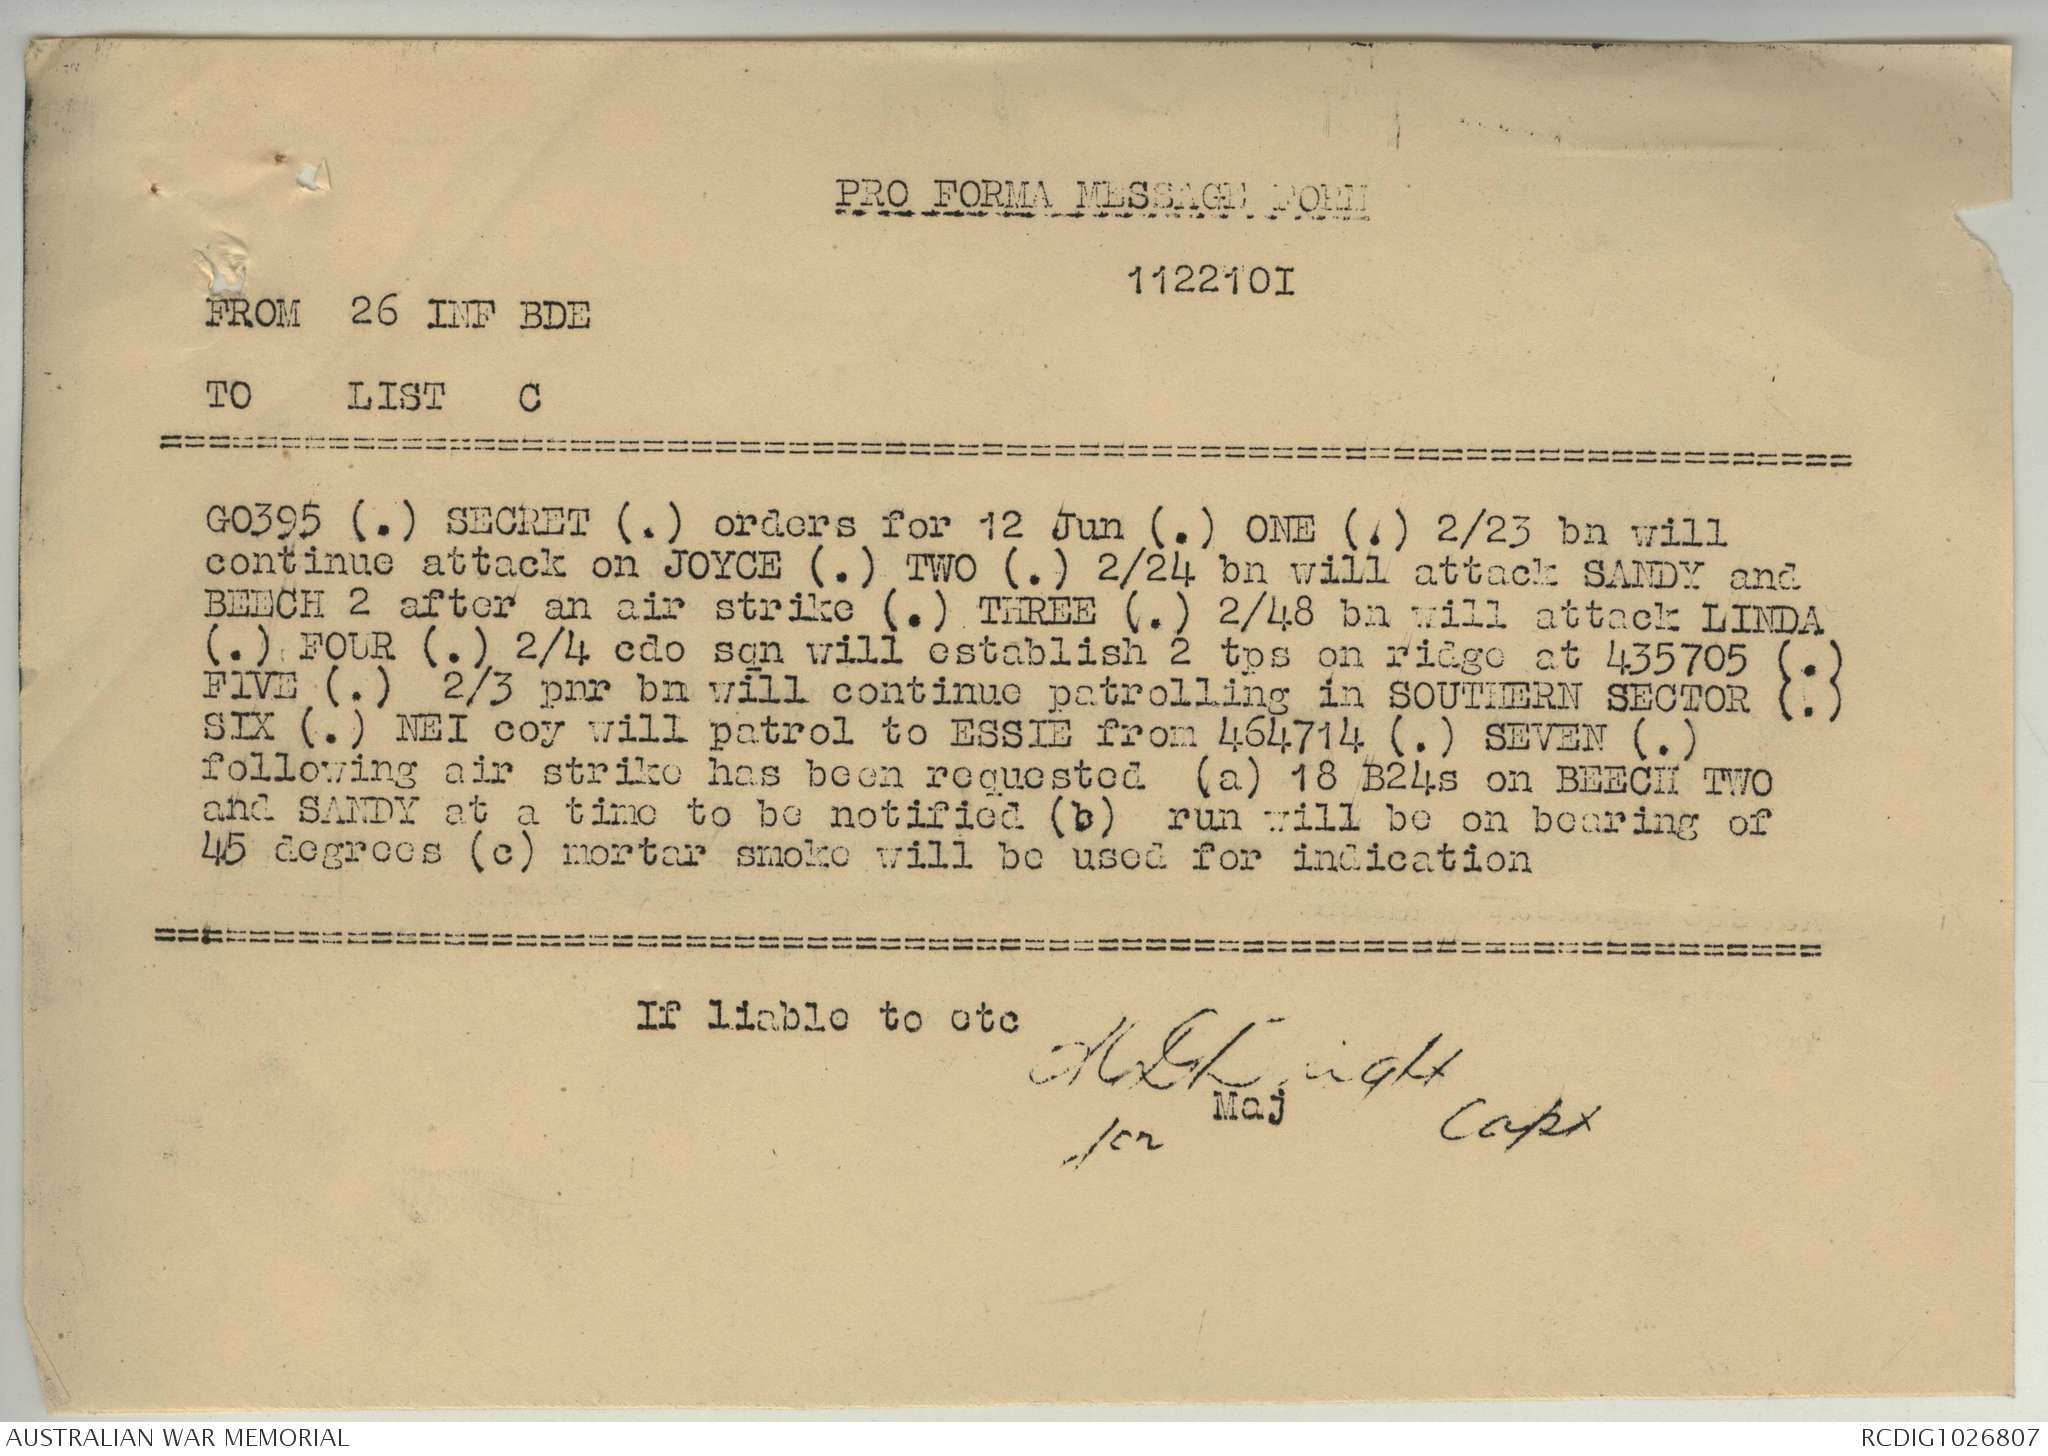 PRO FORMA MESSAGE FORM
112210I
FROM 26 INF BDE
TO LIST C
GO395 (.) SECRET (.) orders for 12 Jun (.) ONE (.) 2/23 bn will
continue attack on JOYCE (.) TWO (.) 2/24 bn will attack SANDY and
BEECH 2 after an air strike (.) THREE (.) 2/48 bn will attack LINDA
(.) FOUR (.) 2/4 cdo sqn will establish 2 tps on ridge at 435705 (.)
FIVE (.) 2/3 pnr bn will continue patrolling in SOUTHERN SECTOR (.)
SIX (.) NEI coy will patrol to ESSIE from 464714 (.) SEVEN (.)
following air strike has been requested (a) 18 B24s on BEECH TWO
and SANDY at a time to be notified (b) run will be on bearing of
45 degrees (c) mortar smoke will be used for indication
If liable to etc
Maj
for Capt
AUSTRALIAN WAR MEMORIAL
RCDIG1026807